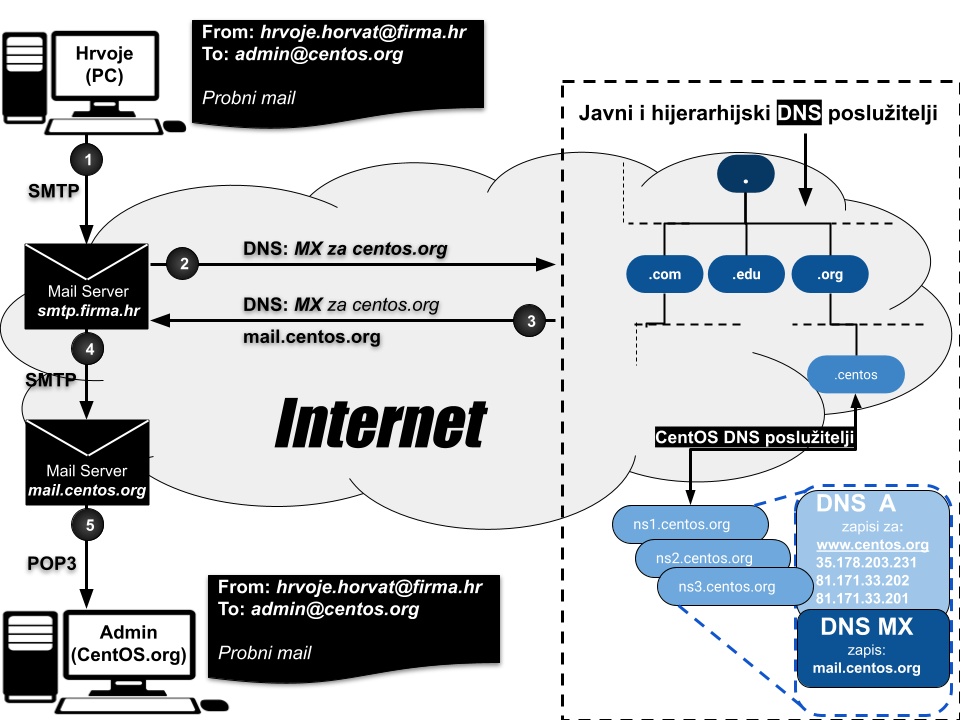 Hrvoje
(PC)
From: hrvoje.horvat@firma.hr
To: admin@centos.org
Probni mail
Javni i hijerarhijski DNS poslužitelji
1
SMTP
.
Mail Server
smtp.firma.hr
2
DNS: MX za centos.org
DNS: MX za centos.org
3
mail.centos.org
.com
.edu
.org
4
SMTP
.centos
Internet
CentOS DNS poslužitelji
Mail Server
mail.centos.org
5
POP3
ns1.centos.org
ns2.centos.org
ns3.centos.org
DNS A
zapisi za:
www.centos.org
35.178.203.231
81.171.33.202
81.171.33.201
DNS MX
zapis:
mail.centos.org
From: hrvoje.horvat@firma.hr
To: admin@centos.org
Probni mail
Admin
(CentOS.org)